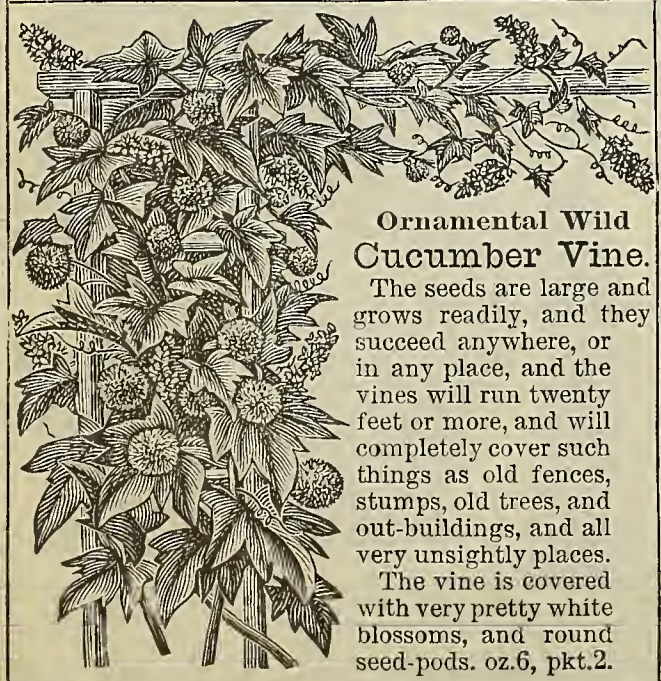 Ornamental Wild
Cucumber Vine.
The seeds are large and
grows readily, and they
succeed anywhere, or
in any place, and the
vines will run twenty
feet or more, and will
completely cover such
things as old fences,
stumps, old trees, and
out-buildings, and all
very unsightly places.
The vine is covered
with very pretty white
blossoms, and round
seed-pods. oz.6, pkt.2.